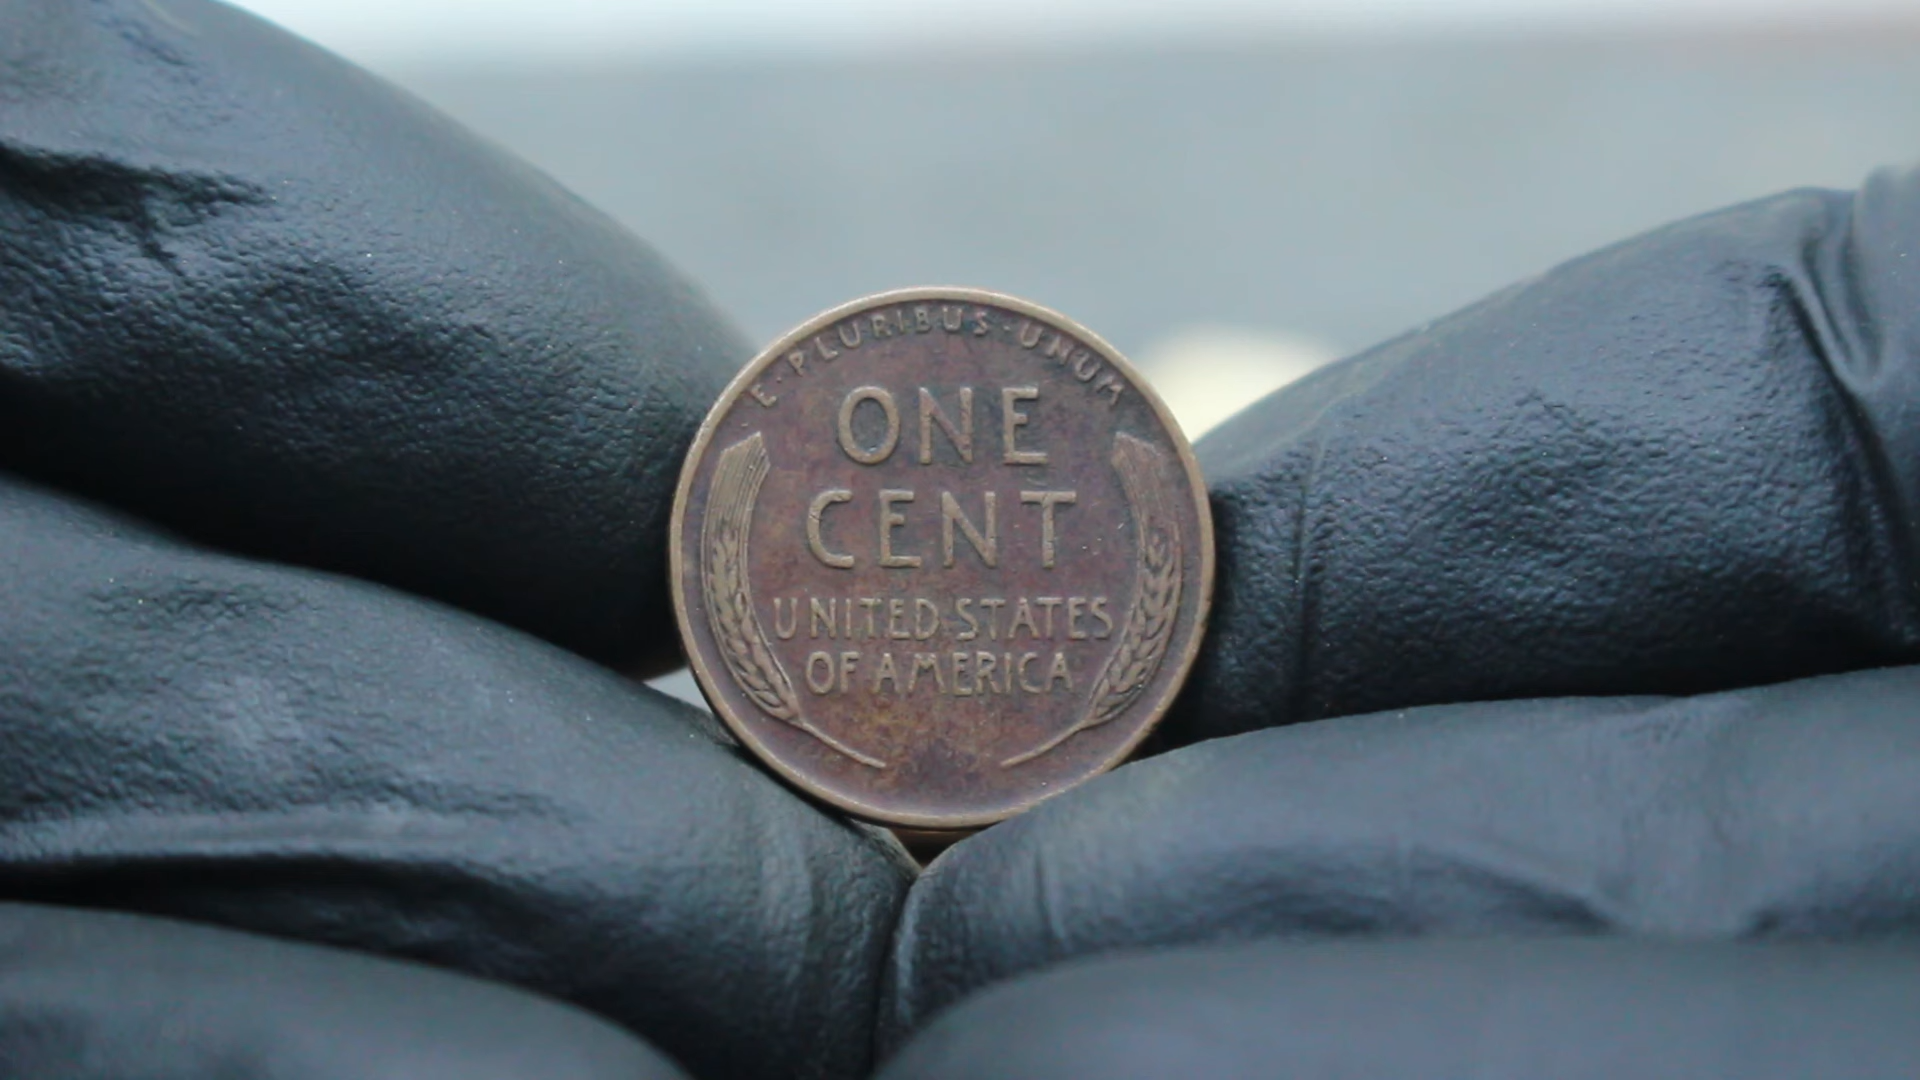 E·PLURIBUS·UNUM
ONE
CENT
UNITED·STATES
OF AMERICA